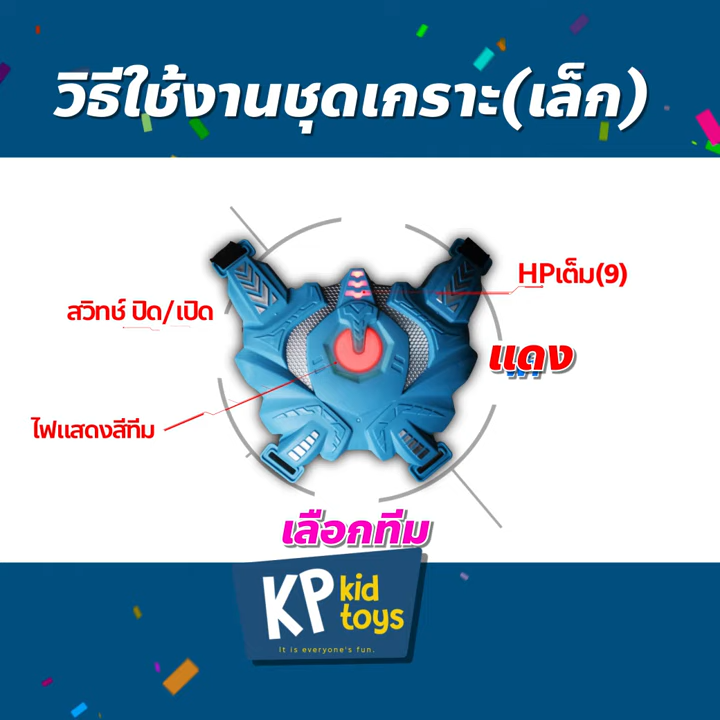 วิธีใช้งานชุดเกราะ(เล็ก)
HPเต็ม(9)
สวิทช์ ปิด/เปิด
แดง
ไฟแสดงสีทีม
เลือกทีม
KP kid toys
It is everyone's fun.